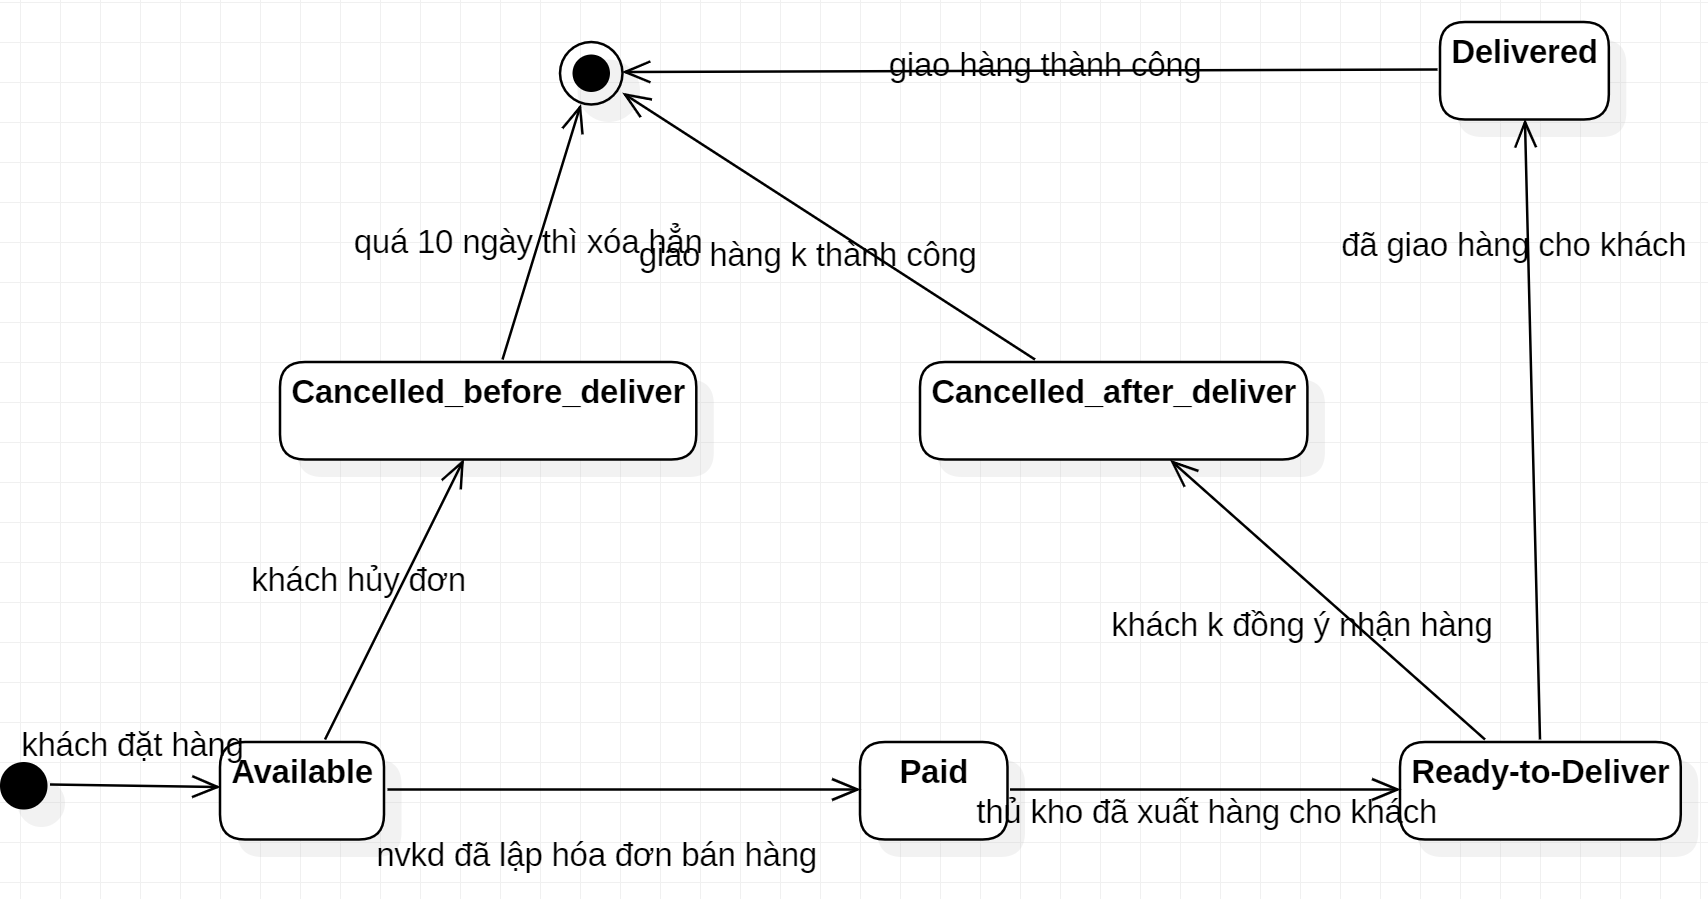 Delivered
giao hàng thành công
quá 10 ngày thì xóa hẳn
giao hàng k thành công
đã giao hàng cho khách
Cancelled_before_deliver
Cancelled_after_deliver
khách hủy đơn
khách k đồng ý nhận hàng
khách đặt hàng
Available
Paid
Ready-to-Deliver
thủ kho đã xuất hàng cho khách
nvkd đã lập hóa đơn bán hàng